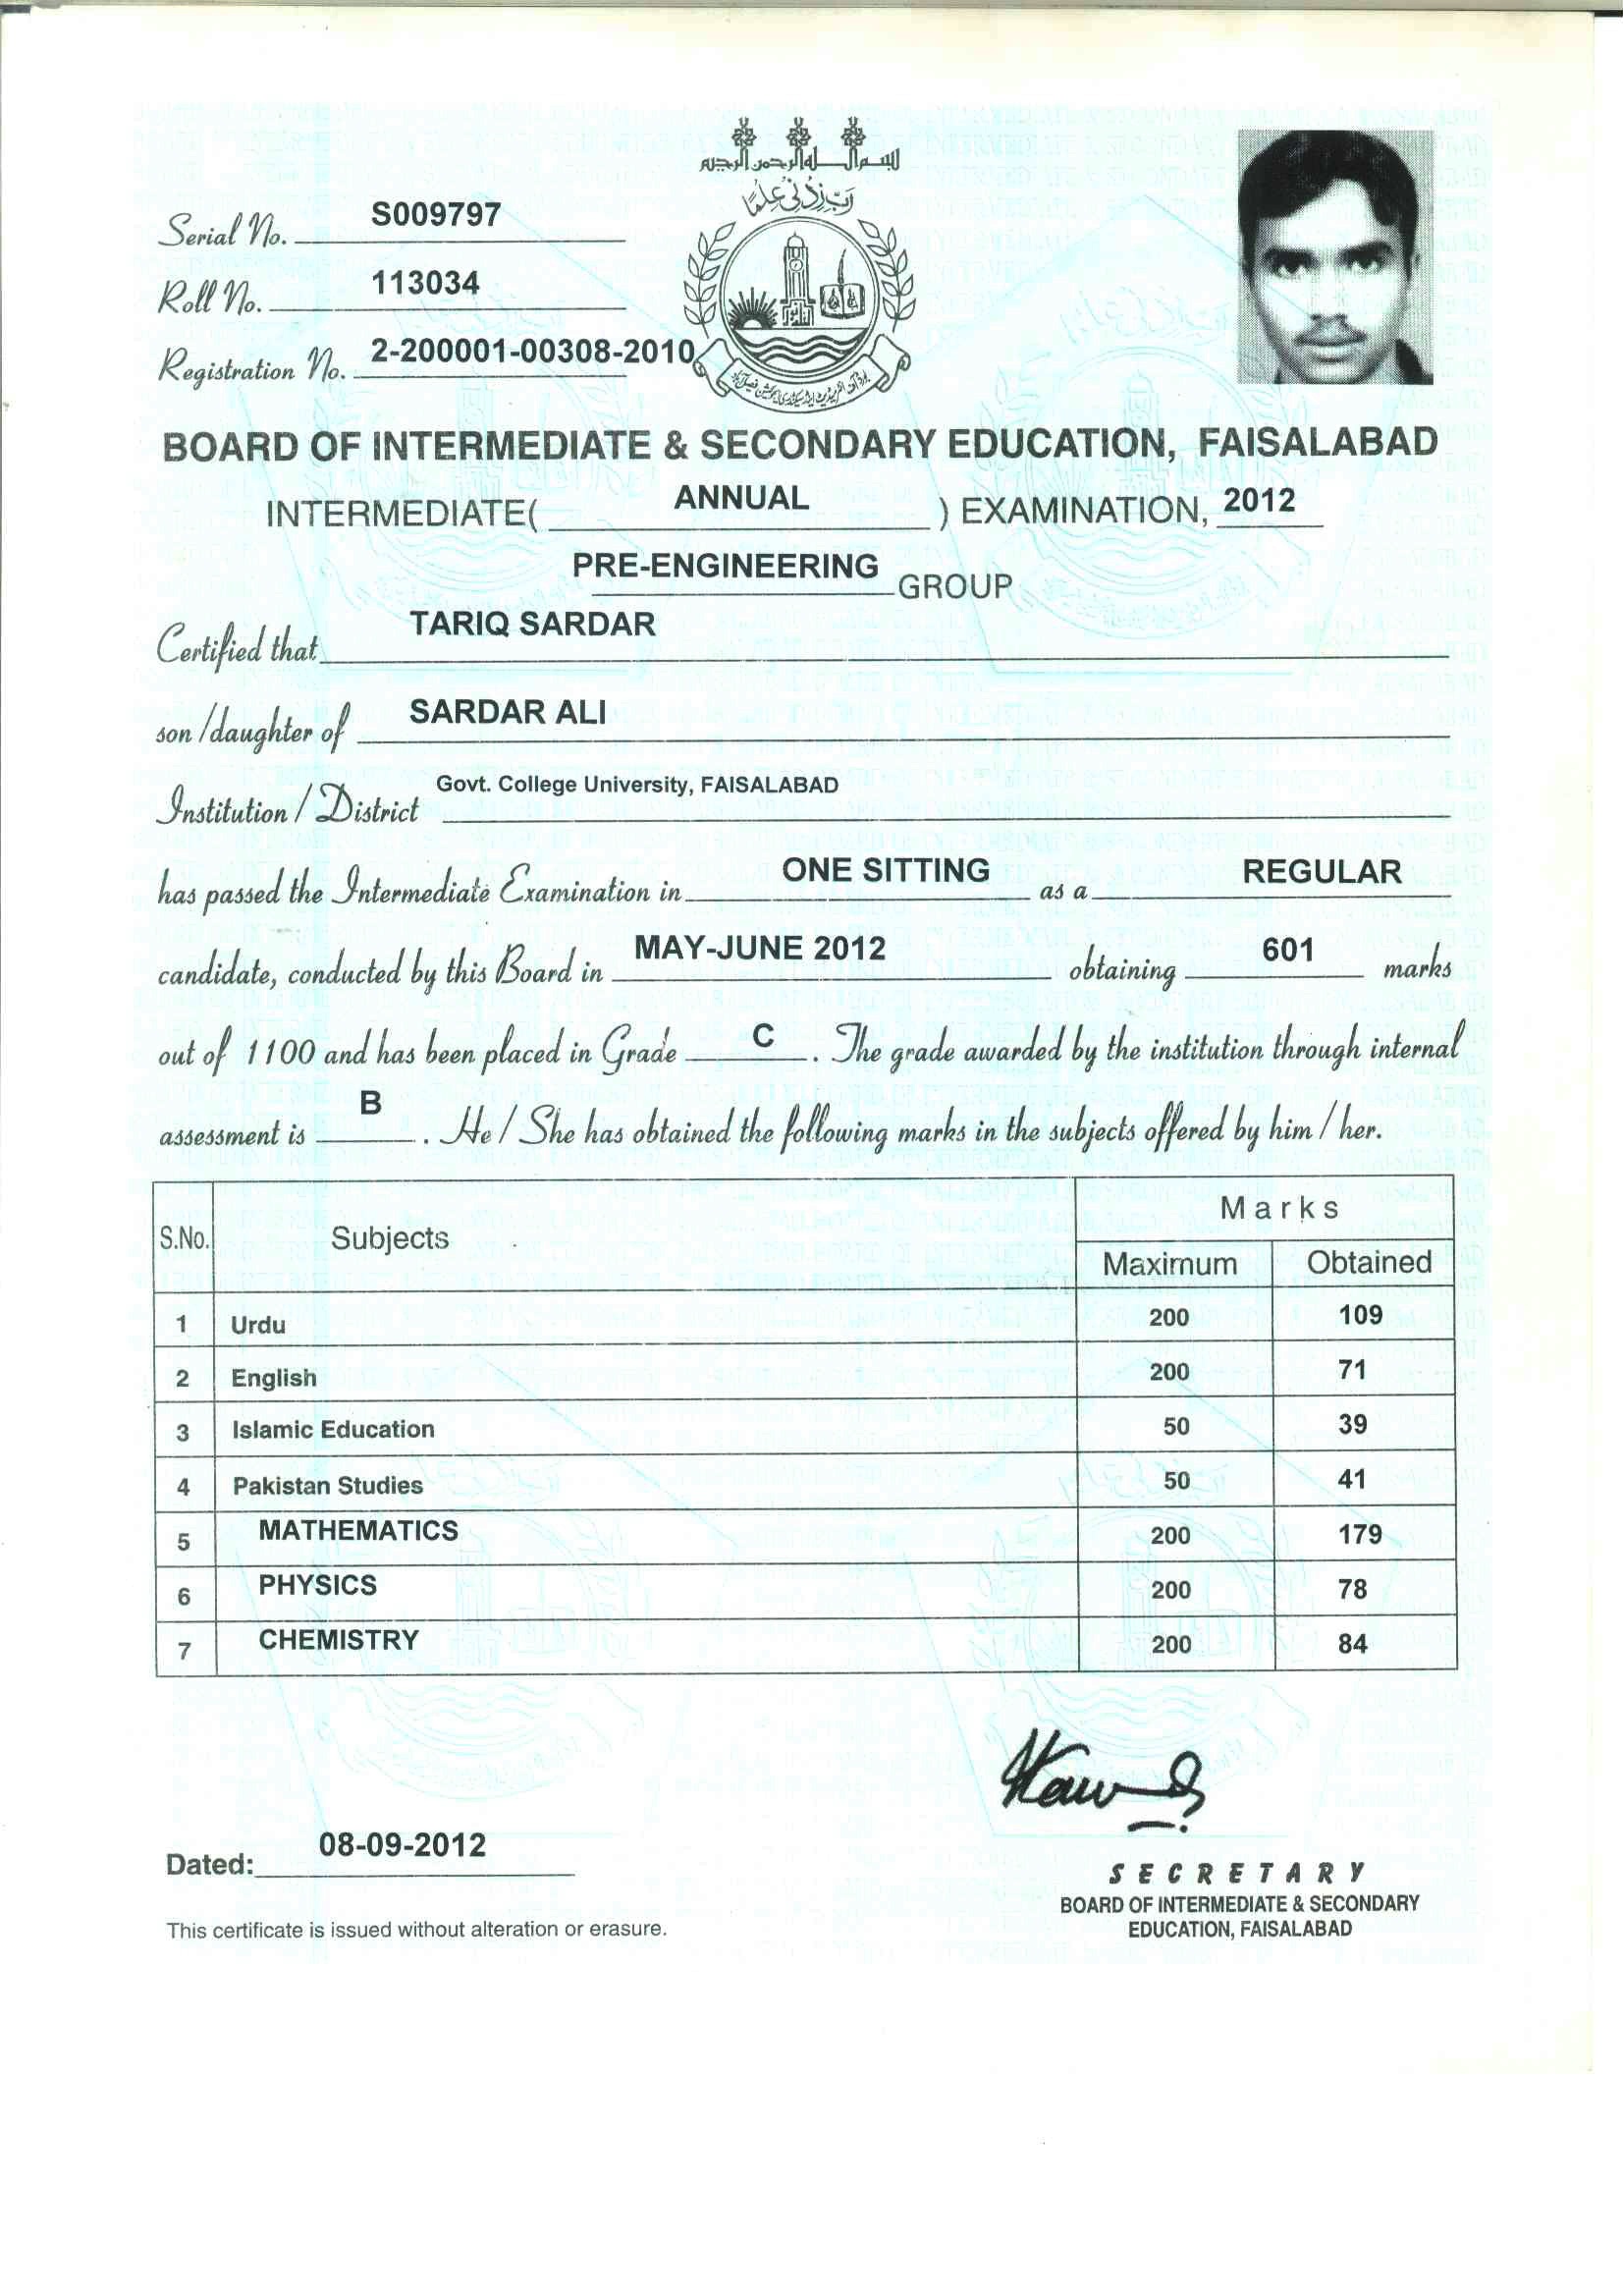 بسم الله الرحمن الرحيم
رَبِّ زِدْنِي عِلْمًا
Serial No. S009797
Roll No. 113034
Registration No. 2-200001-00308-2010
BOARD OF INTERMEDIATE & SECONDARY EDUCATION, FAISALABAD
INTERMEDIATE( ANNUAL ) EXAMINATION, 2012
PRE-ENGINEERING GROUP
Certified that TARIQ SARDAR
son/daughter of SARDAR ALI
Institution / District Govt. College University, FAISALABAD
has passed the Intermediate Examination in ONE SITTING as a REGULAR
candidate, conducted by this Board in MAY-JUNE 2012 obtaining 601 marks
out of 1100 and has been placed in Grade C . The grade awarded by the institution through internal
assessment is B . He / She has obtained the following marks in the subjects offered by him / her.
S.No. Subjects Marks
Maximum Obtained
1 Urdu 200 109
2 English 200 71
3 Islamic Education 50 39
4 Pakistan Studies 50 41
5 MATHEMATICS 200 179
6 PHYSICS 200 78
7 CHEMISTRY 200 84
Dated: 08-09-2012
SECRETARY
BOARD OF INTERMEDIATE & SECONDARY
EDUCATION, FAISALABAD
This certificate is issued without alteration or erasure.